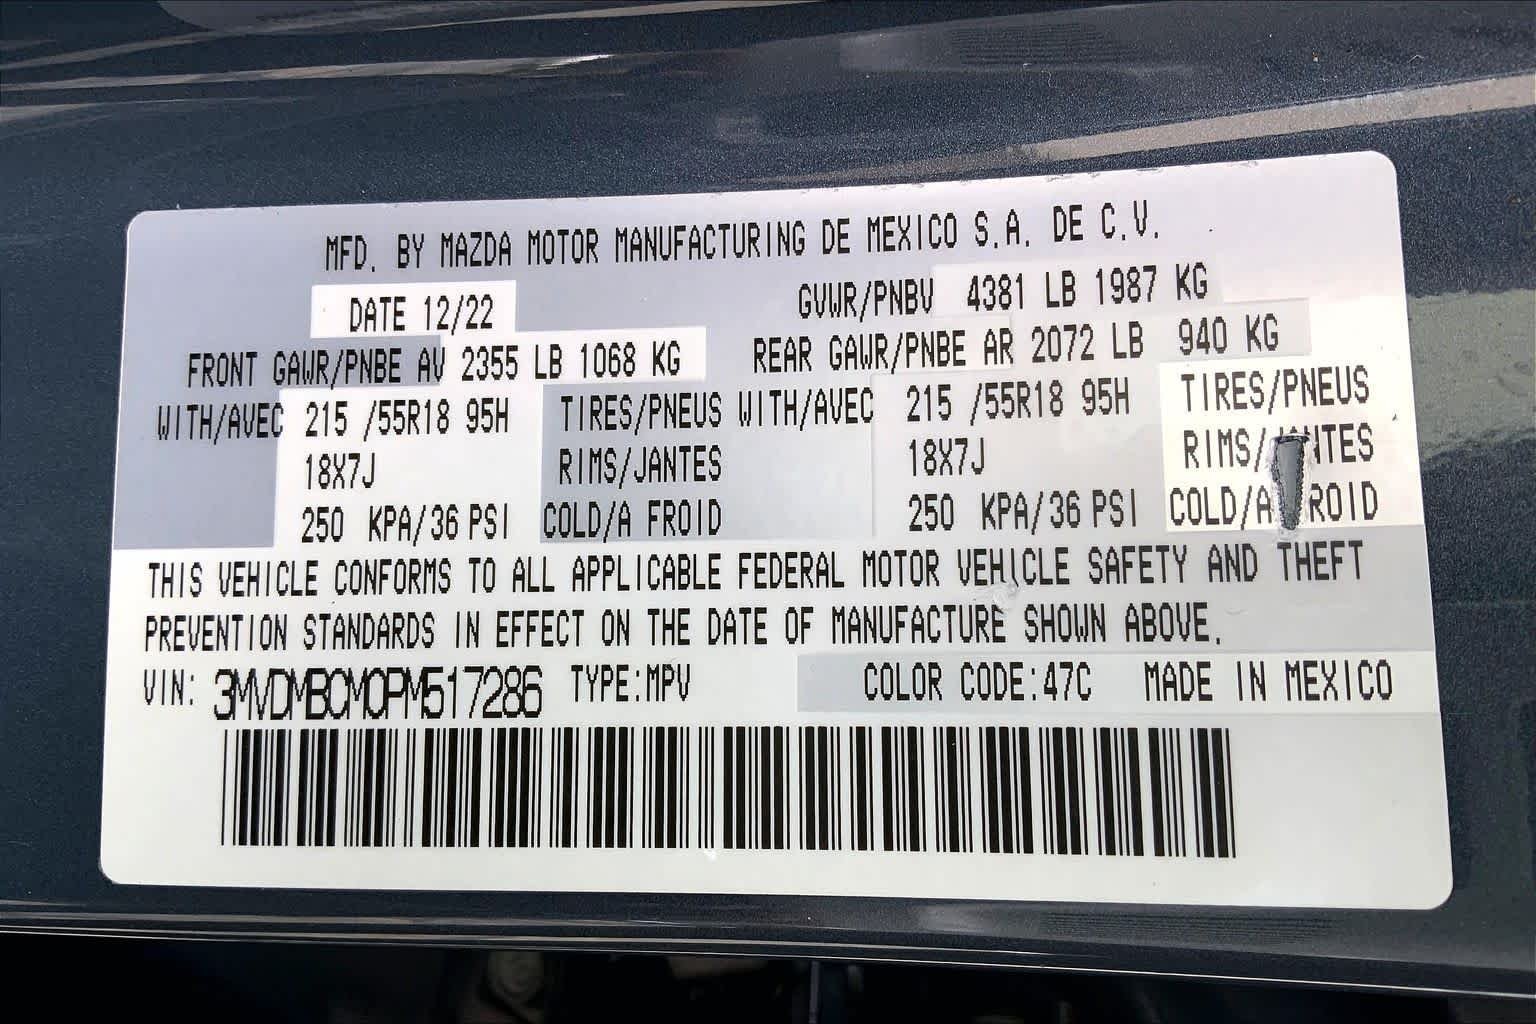 MFD. BY MAZDA MOTOR MANUFACTURING DE MEXICO S.A. DE C.V.
DATE 12/22 GVWR/PNBV 4381 LB 1987 KG
FRONT GAWR/PNBE AV 2355 LB 1068 KG REAR GAWR/PNBE AR 2072 LB 940 KG
WITH/AVEC 215 /55R18 95H TIRES/PNEUS WITH/AVEC 215 /55R18 95H TIRES/PNEUS
18X7J RIMS/JANTES 18X7J RIMS/JANTES
250 KPA/36 PSI COLD/A FROID 250 KPA/36 PSI COLD/A FROID
THIS VEHICLE CONFORMS TO ALL APPLICABLE FEDERAL MOTOR VEHICLE SAFETY AND THEFT
PREVENTION STANDARDS IN EFFECT ON THE DATE OF MANUFACTURE SHOWN ABOVE.
VIN: 3MVDMBCM0PM517286 TYPE:MPV COLOR CODE:47C MADE IN MEXICO